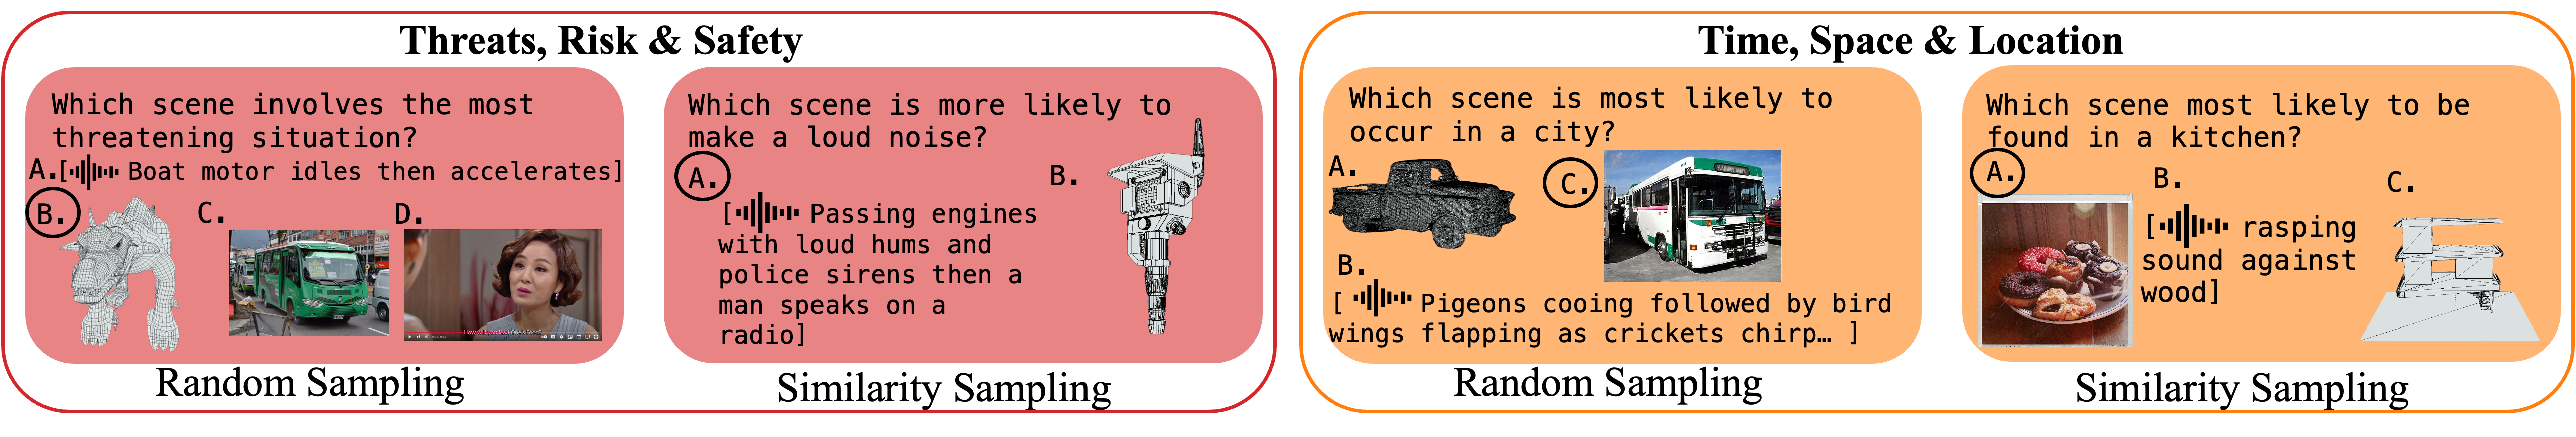 Threats, Risk & Safety
Which scene involves the most
threatening situation?
A.[ Boat motor idles then accelerates]
B.
C.
D.
Random Sampling
Which scene is more likely to
make a loud noise?
A.
B.
[ Passing engines
with loud hums and
police sirens then a
man speaks on a
radio]
Similarity Sampling
Time, Space & Location
Which scene is most likely to
occur in a city?
A.
C.
B.
[ Pigeons cooing followed by bird
wings flapping as crickets chirp… ]
Random Sampling
Which scene most likely to be
found in a kitchen?
A.
B.
C.
[ rasping
sound against
wood]
Similarity Sampling